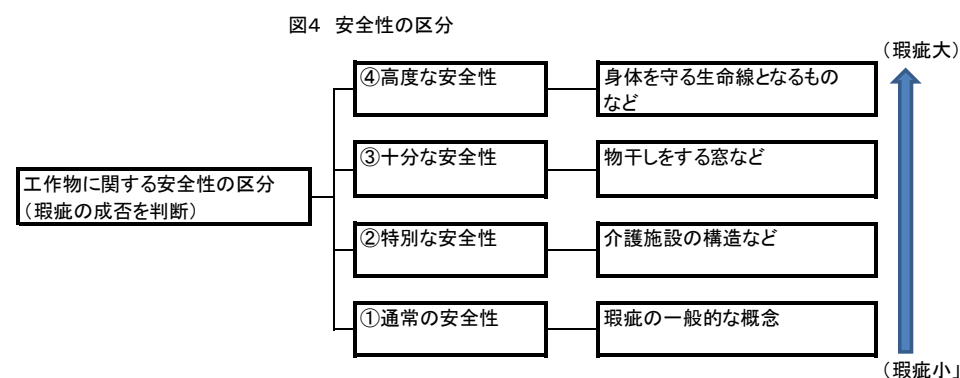 図4 安全性の区分
(瑕疵大)
④高度な安全性
身体を守る生命線となるもの
など
③十分な安全性
物干しをする窓など
工作物に関する安全性の区分
(瑕疵の成否を判断)
②特別な安全性
介護施設の構造など
①通常の安全性
瑕疵の一般的な概念
(瑕疵小」